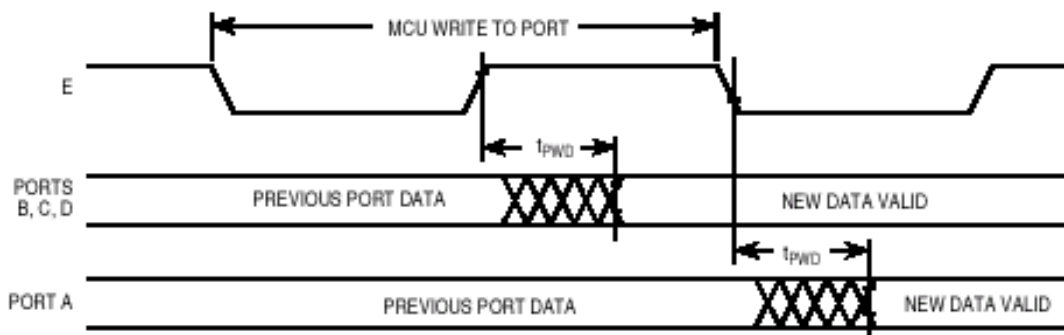 MCU WRITE TO PORT
E
tPWD
PORTS
B, C, D
PREVIOUS PORT DATA
NEW DATA VALID
tPWD
PORT A
PREVIOUS PORT DATA
NEW DATA VALID